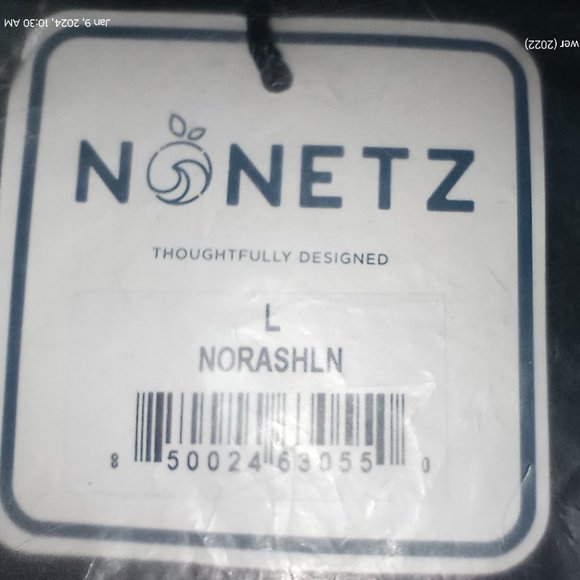 Jan 9, 2024, 10:30 AM
wer (2022)
NONETZ
THOUGHTFULLY DESIGNED
L
NORASHLN
8 50024 63055 0